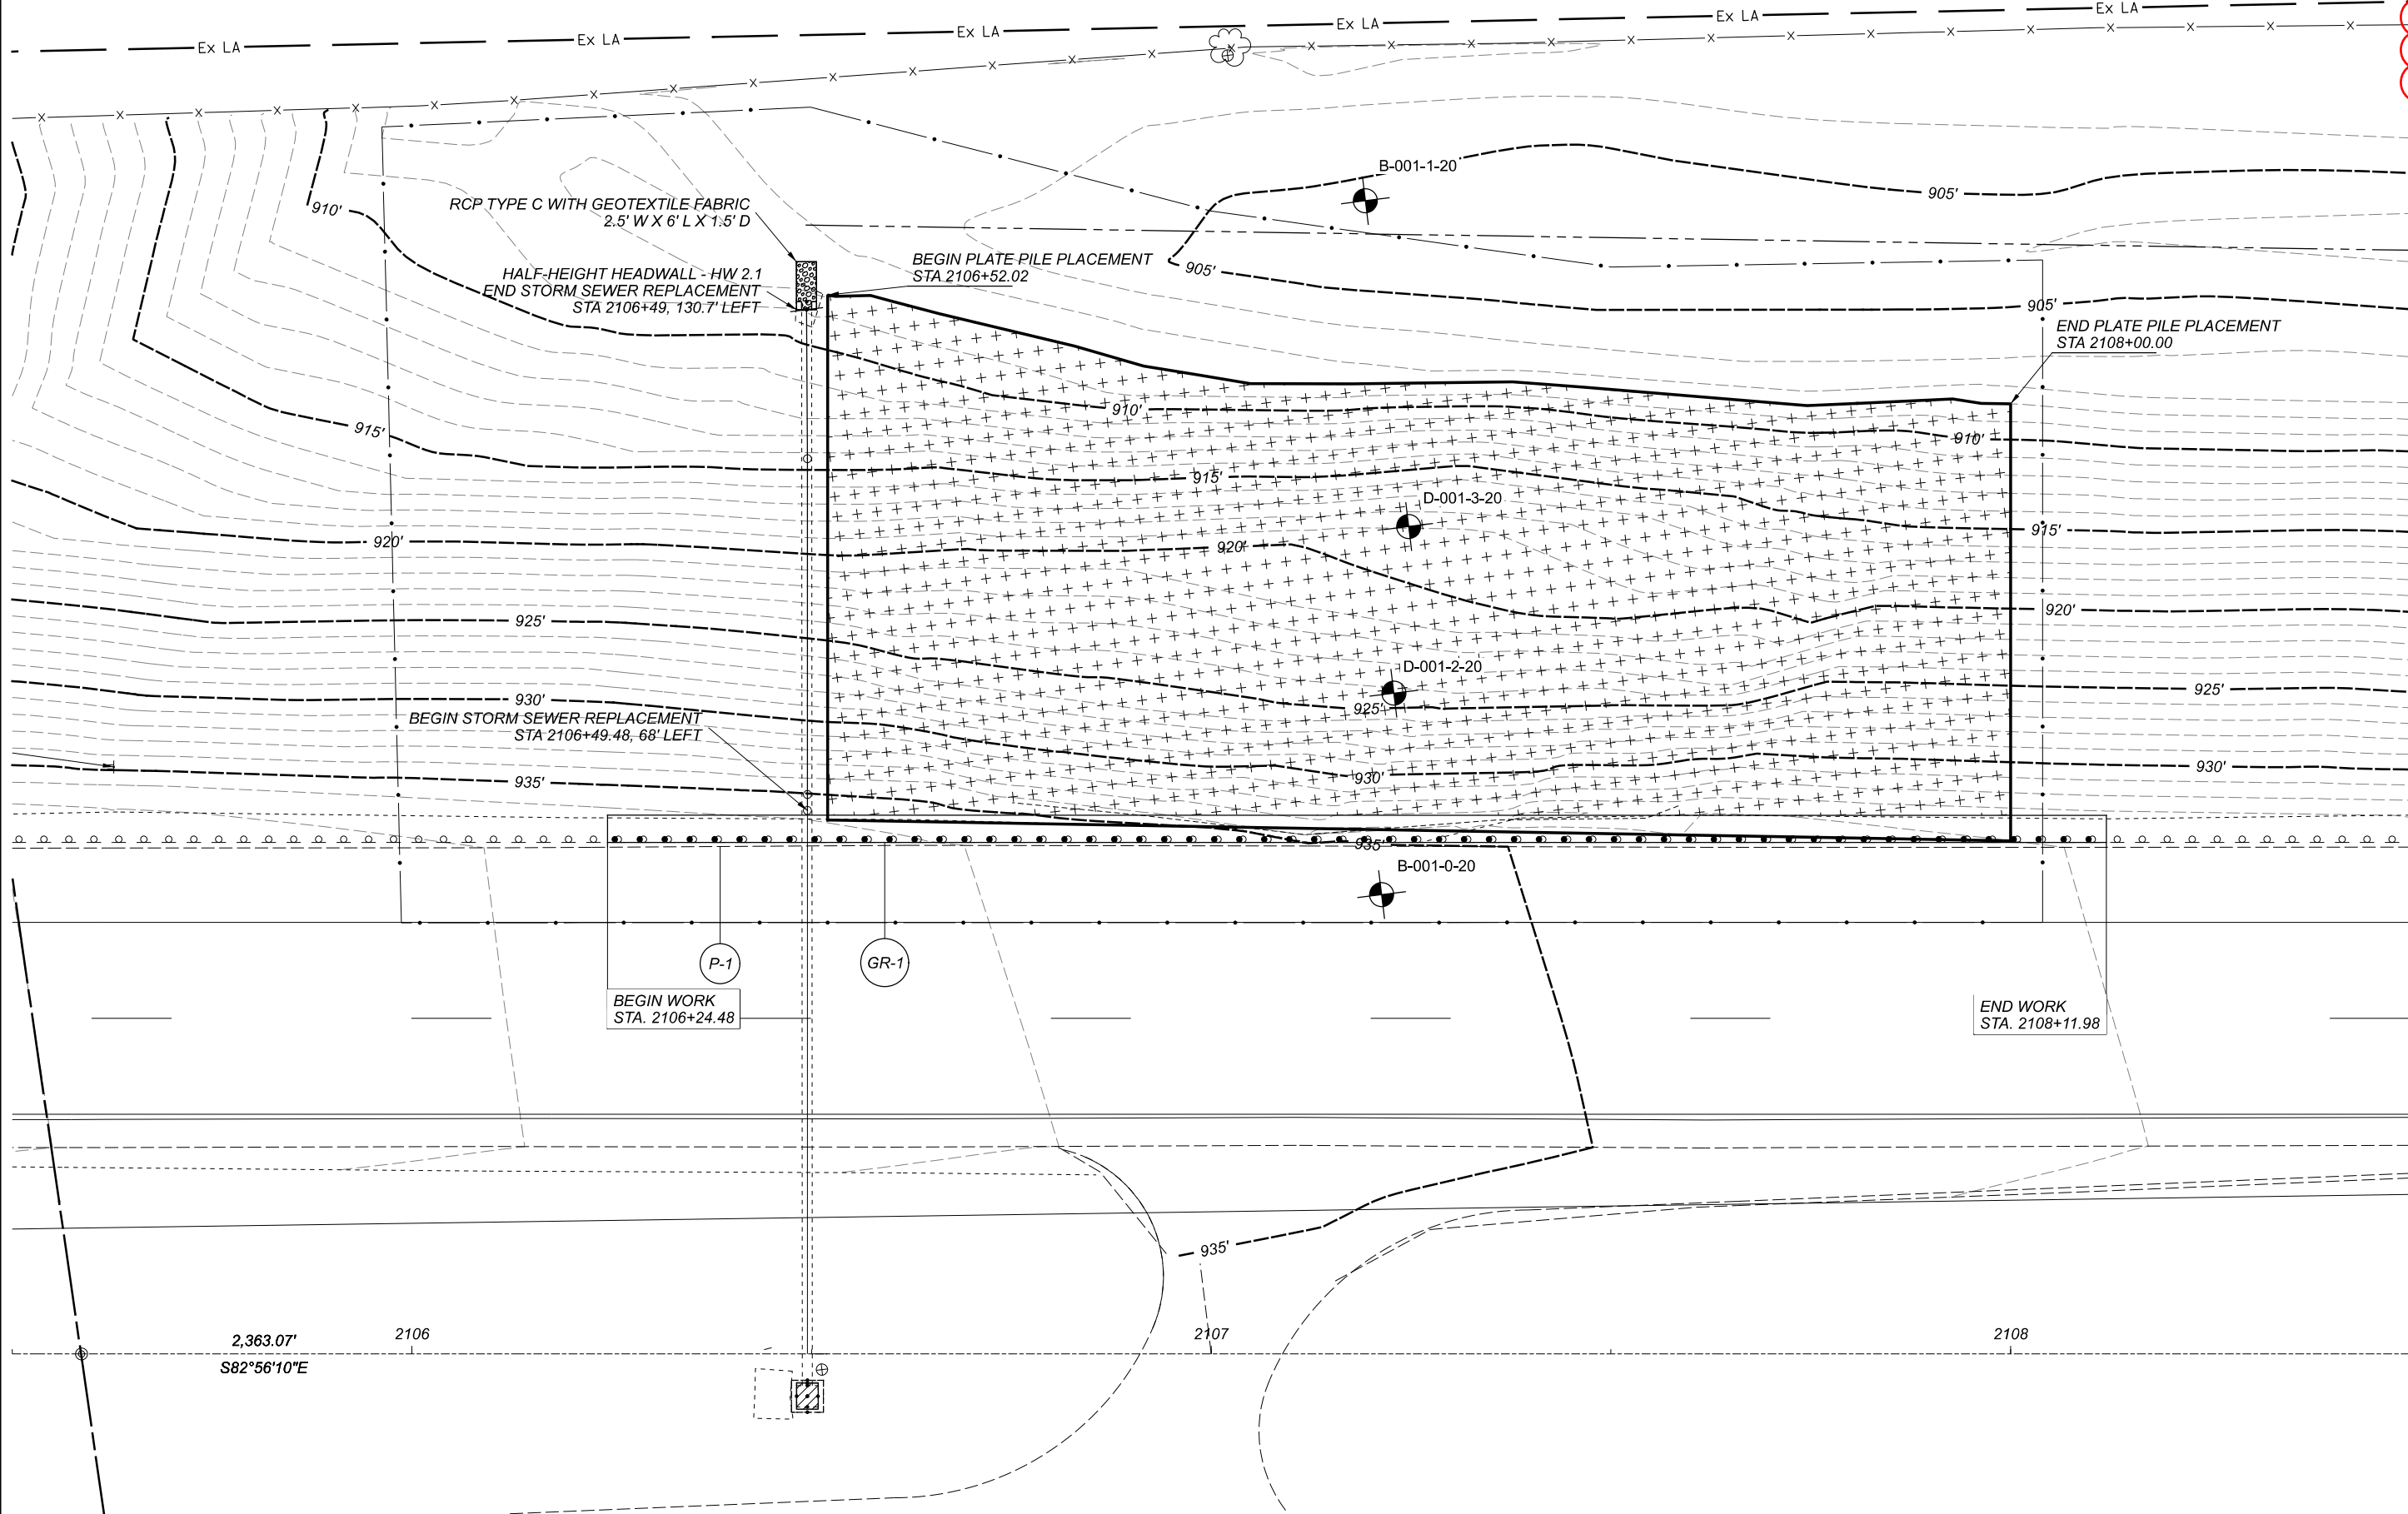 Ex LA
Ex LA
Ex LA
Ex LA
Ex LA
Ex LA
B-001-1-20
905'
910'
RCP TYPE C WITH GEOTEXTILE FABRIC
2.5' W X 6' L X 1.5' D
BEGIN PLATE PILE PLACEMENT
STA 2106+52.02
905'
HALF-HEIGHT HEADWALL - HW 2.1
END STORM SEWER REPLACEMENT
STA 2106+49, 130.7' LEFT
905'
END PLATE PILE PLACEMENT
STA 2108+00.00
910'
915'
910'
915'
D-001-3-20
915'
920'
920'
920'
925'
D-001-2-20
925'
930'
925'
BEGIN STORM SEWER REPLACEMENT
STA 2106+49.48, 68' LEFT
930'
930'
935'
935'
B-001-0-20
P-1
GR-1
BEGIN WORK
STA. 2106+24.48
END WORK
STA. 2108+11.98
935'
2,363.07'
S82°56'10"E
2106
2107
2108